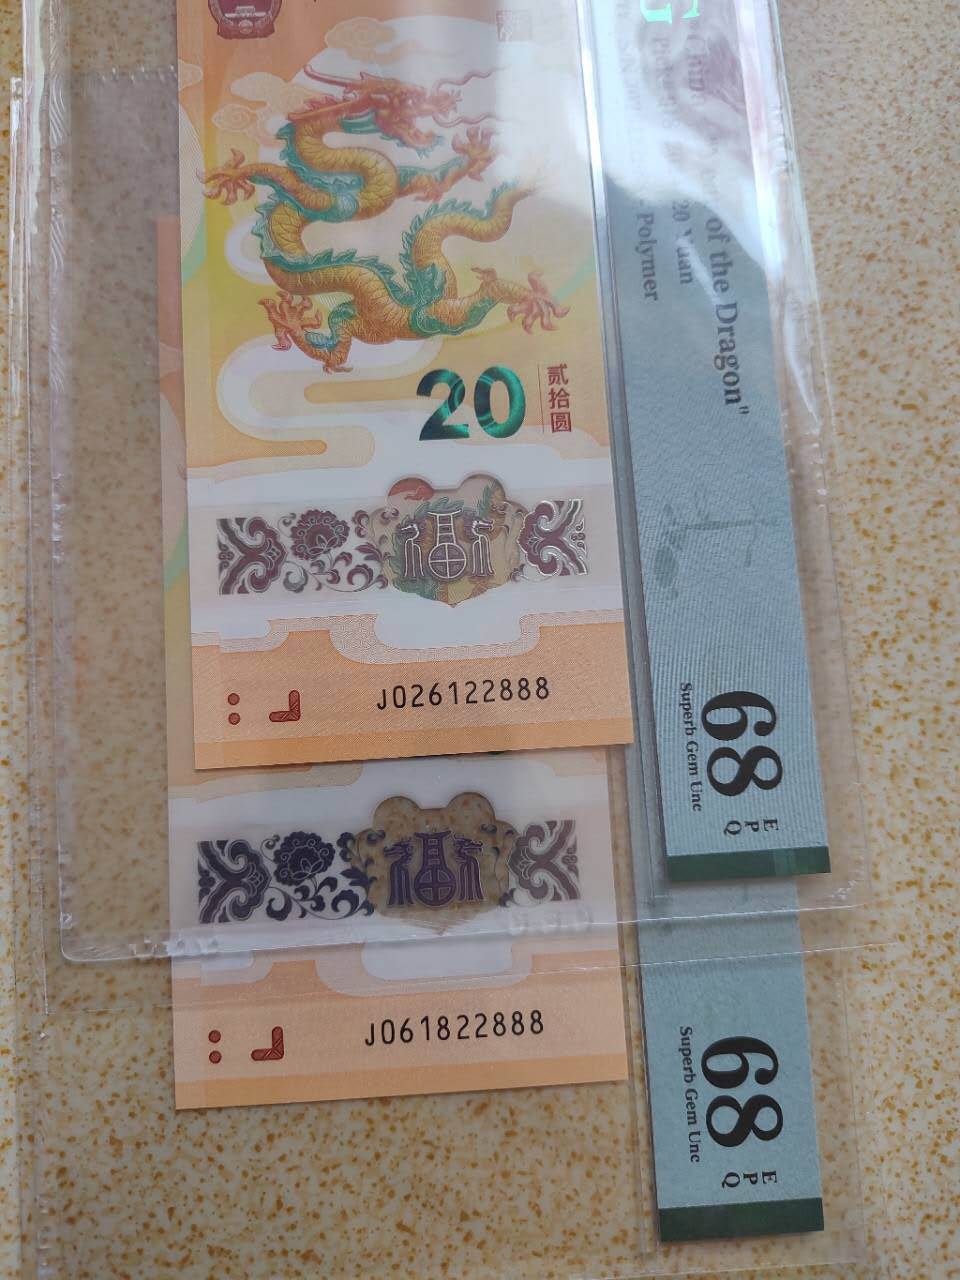 20
贰拾圆
J026122888
of the Dragon"
20 Yuan
Polymer
68
EPQ
Superb Gem Unc
J061822888
68
EPQ
Superb Gem Unc